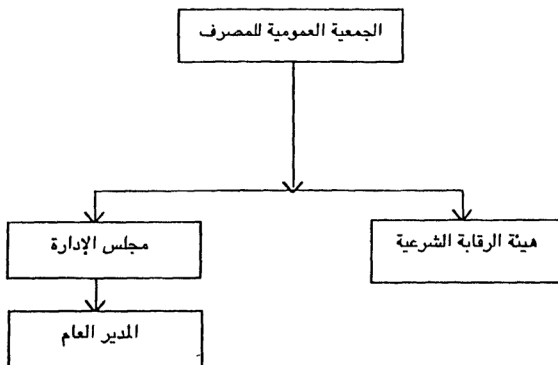 الجمعية العمومية للمصرف
هيئة الرقابة الشرعية
مجلس الإدارة
المدير العام